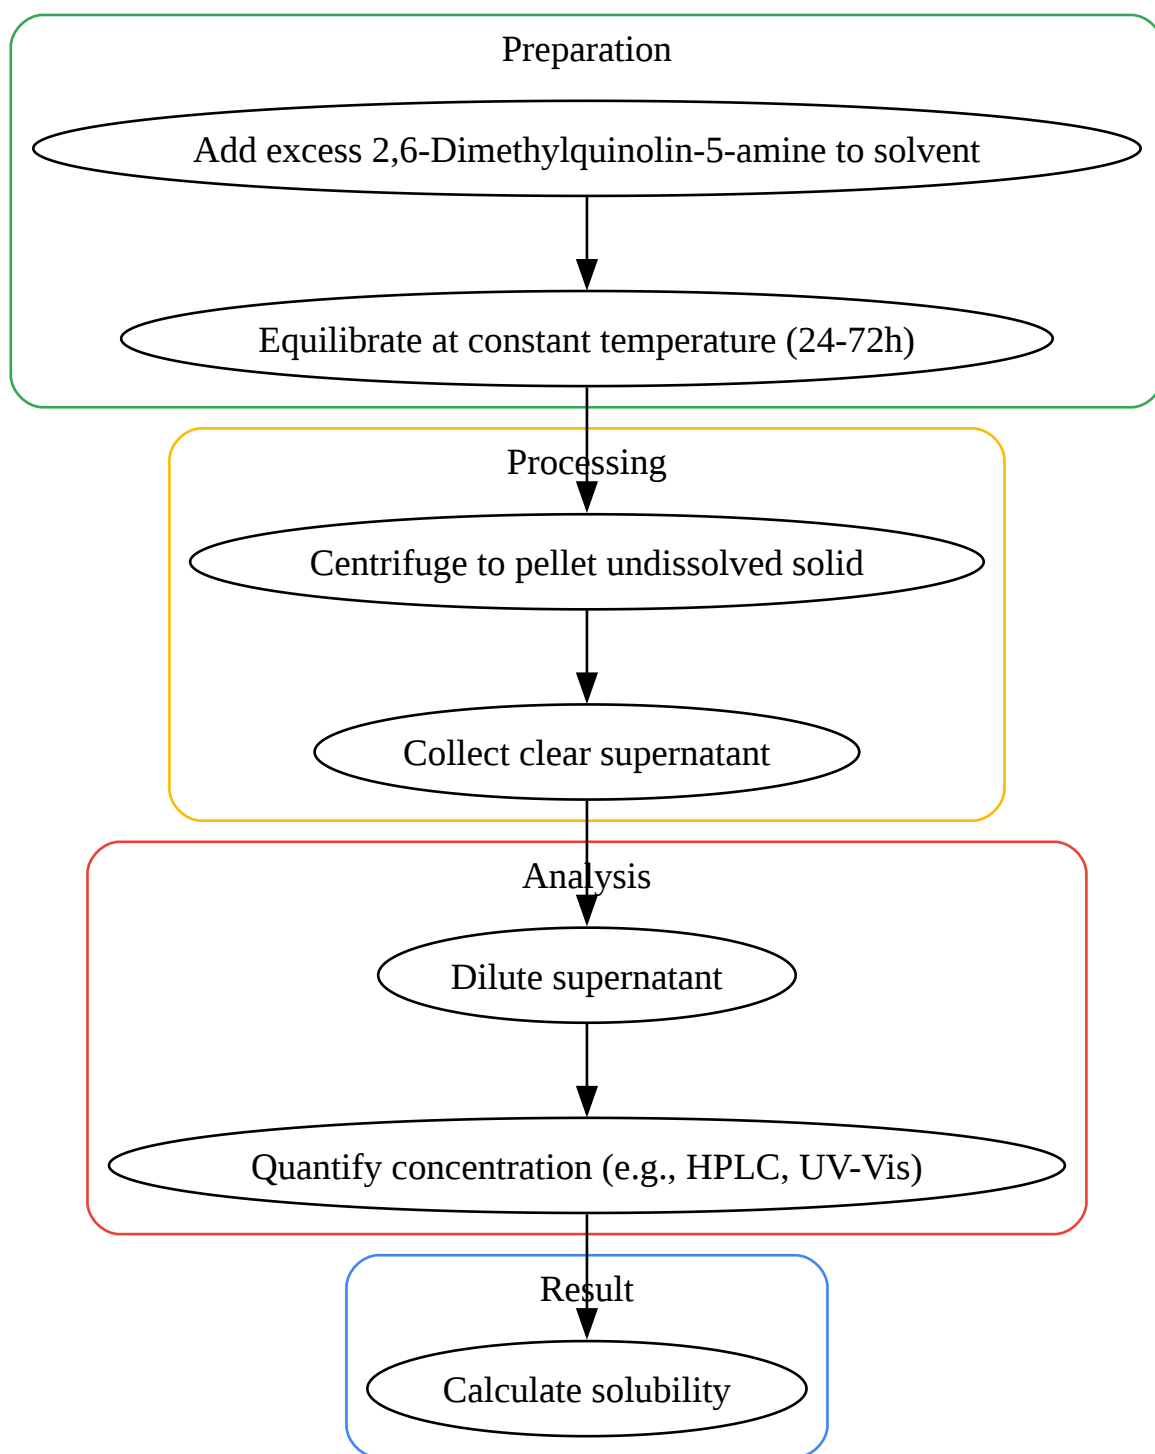 Preparation
Add excess 2,6-Dimethylquinolin-5-amine to solvent
Equilibrate at constant temperature (24-72h)
Processing
Centrifuge to pellet undissolved solid
Collect clear supernatant
Analysis
Dilute supernatant
Quantify concentration (e.g., HPLC, UV-Vis)
Result
Calculate solubility